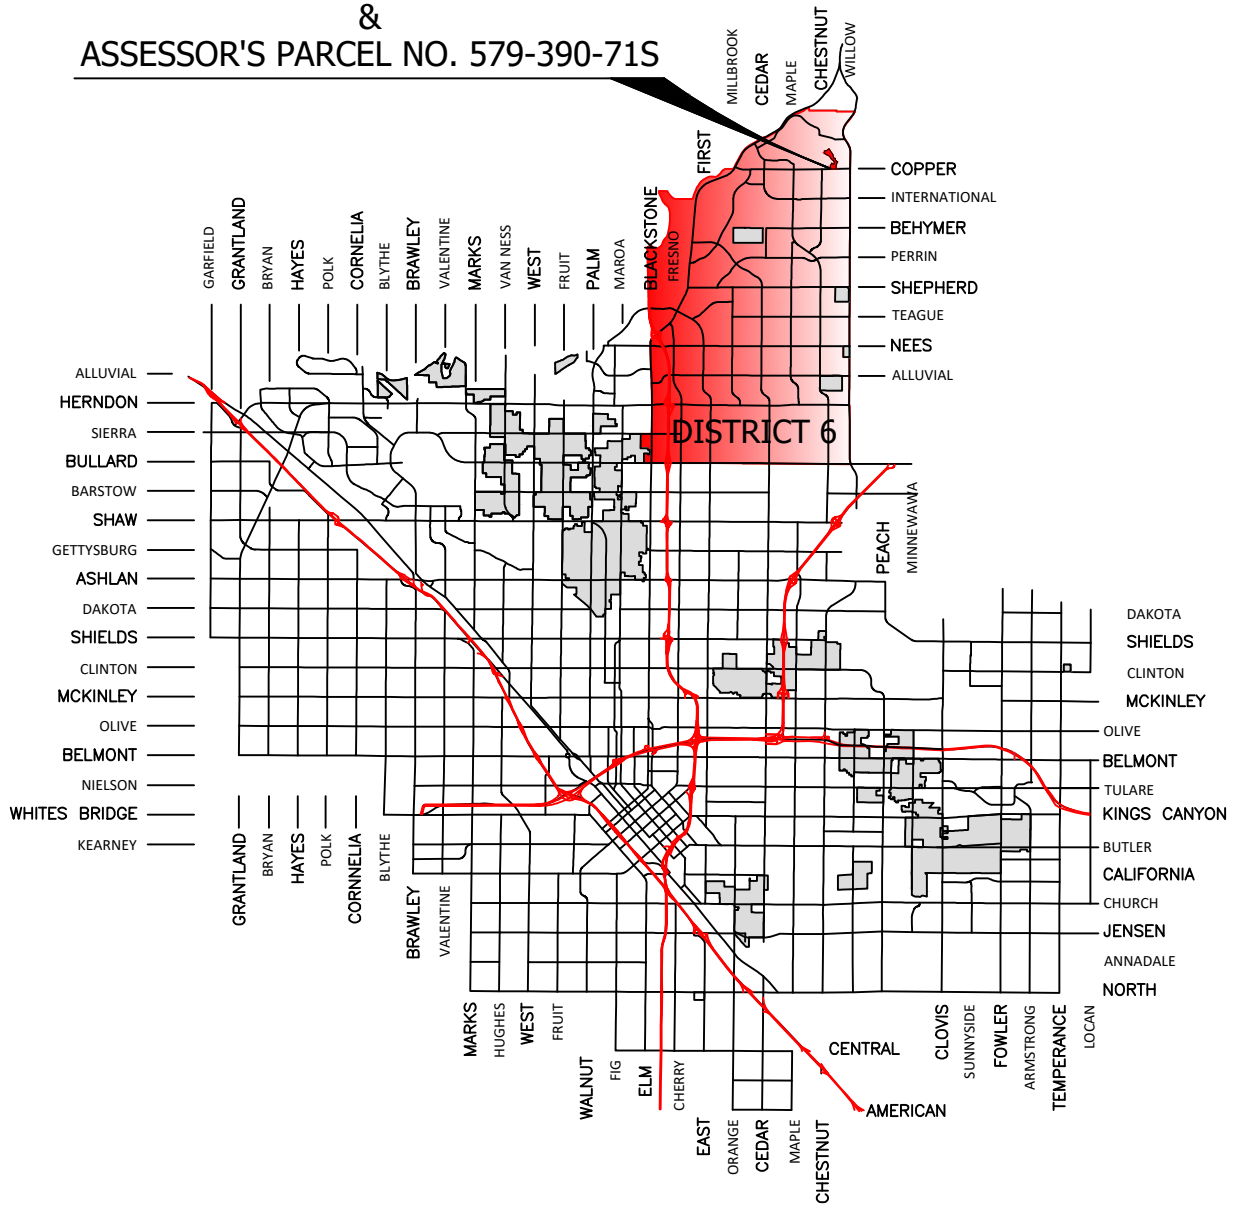 &
ASSESSOR'S PARCEL NO. 579-390-71S
MILLBROOK
CEDAR
MAPLE
CHESTNUT
WILLOW
FIRST
COPPER
INTERNATIONAL
BEHYMER
PERRIN
SHEPHERD
TEAGUE
NEES
ALLUVIAL
GARFIELD
GRANTLAND
BRYAN
HAYES
POLK
CORNELIA
BLYTHE
BRAWLEY
VALENTINE
MARKS
VAN NESS
WEST
FRUIT
PALM
MAROA
BLACKSTONE
FRESNO
DISTRICT 6
ALLUVIAL
HERNDON
SIERRA
BULLARD
BARSTOW
SHAW
GETTYSBURG
ASHLAN
DAKOTA
SHIELDS
CLINTON
MCKINLEY
OLIVE
BELMONT
NIELSON
WHITES BRIDGE
KEARNEY
PEACH
MINNEWAWA
DAKOTA
SHIELDS
CLINTON
MCKINLEY
OLIVE
BELMONT
TULARE
KINGS CANYON
BUTLER
CALIFORNIA
CHURCH
JENSEN
ANNADALE
NORTH
GRANTLAND
BRYAN
HAYES
POLK
CORNNELIA
BLYTHE
BRAWLEY
VALENTINE
MARKS
HUGHES
WEST
FRUIT
WALNUT
FIG
ELM
CHERRY
EAST
ORANGE
CEDAR
MAPLE
CHESTNUT
CENTRAL
AMERICAN
CLOVIS
SUNNYSIDE
FOWLER
ARMSTRONG
TEMPERANCE
LOCAN